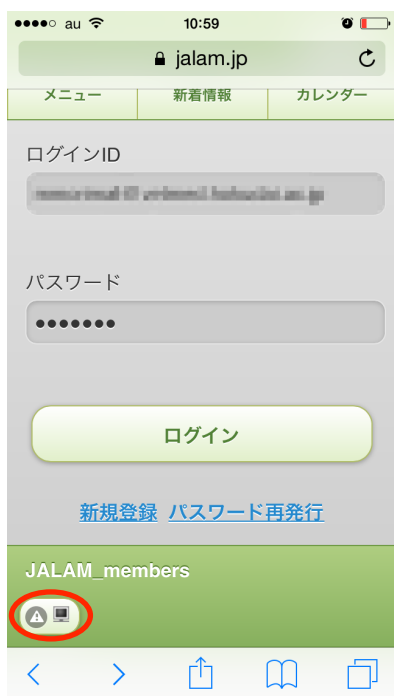 au 10:59
jalam.jp
メニュー 新着情報 カレンダー
ログインID
パスワード
●●●●●●●
ログイン
新規登録 パスワード再発行
JALAM_members